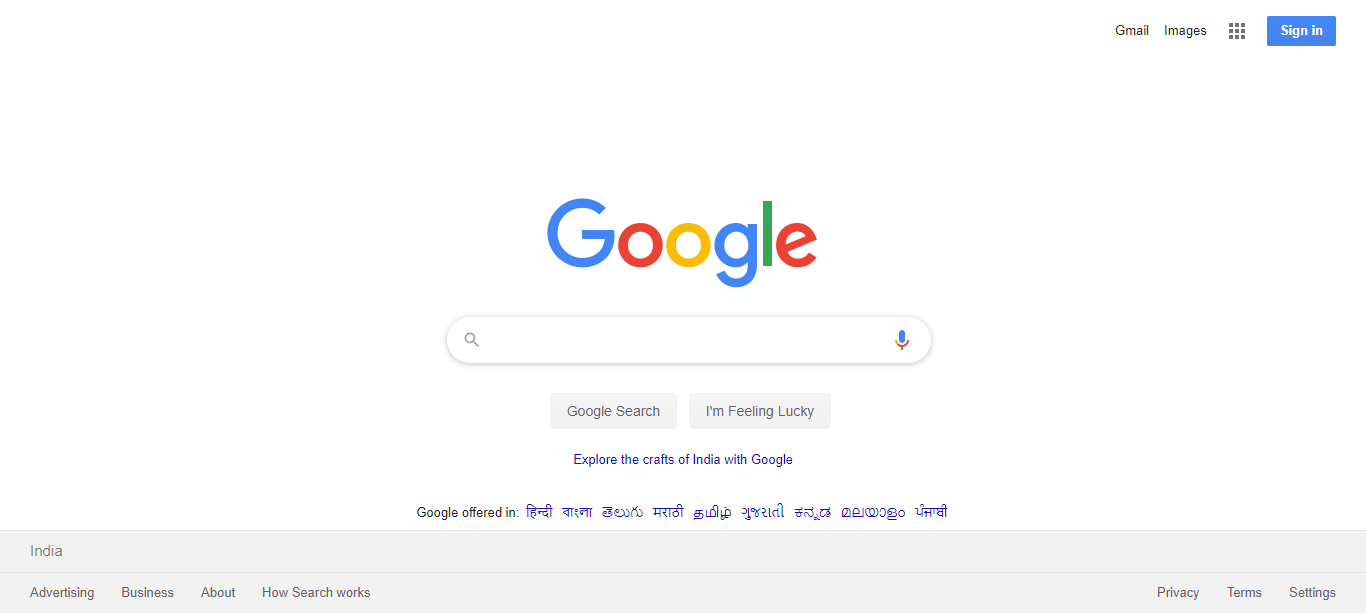 Gmail Images Sign in
Google
Google Search I'm Feeling Lucky
Explore the crafts of India with Google
Google offered in: हिन्दी বাংলা తెలుగు मराठी தமிழ் ગુજરાતી ಕನ್ನಡ മലയാളം ਪੰਜਾਬੀ
India
Advertising Business About How Search works Privacy Terms Settings